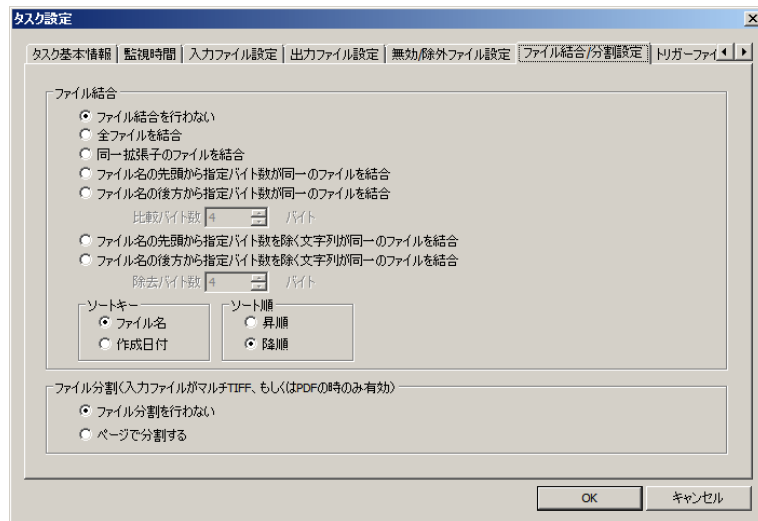 タスク設定
タスク基本情報 監視時間 入力ファイル設定 出力ファイル設定 無効/除外ファイル設定 ファイル結合/分割設定 トリガーファイ
ファイル結合
ファイル結合を行わない
全ファイルを結合
同一拡張子のファイルを結合
ファイル名の先頭から指定バイト数が同一のファイルを結合
ファイル名の後方から指定バイト数が同一のファイルを結合
比較バイト数 4 バイト
ファイル名の先頭から指定バイト数を除く文字列が同一のファイルを結合
ファイル名の後方から指定バイト数を除く文字列が同一のファイルを結合
除去バイト数 4 バイト
ソートキー ソート順
ファイル名 昇順
作成日付 降順
ファイル分割(入力ファイルがマルチTIFF、もしくはPDFの時のみ有効)
ファイル分割を行わない
ページで分割する
OK キャンセル